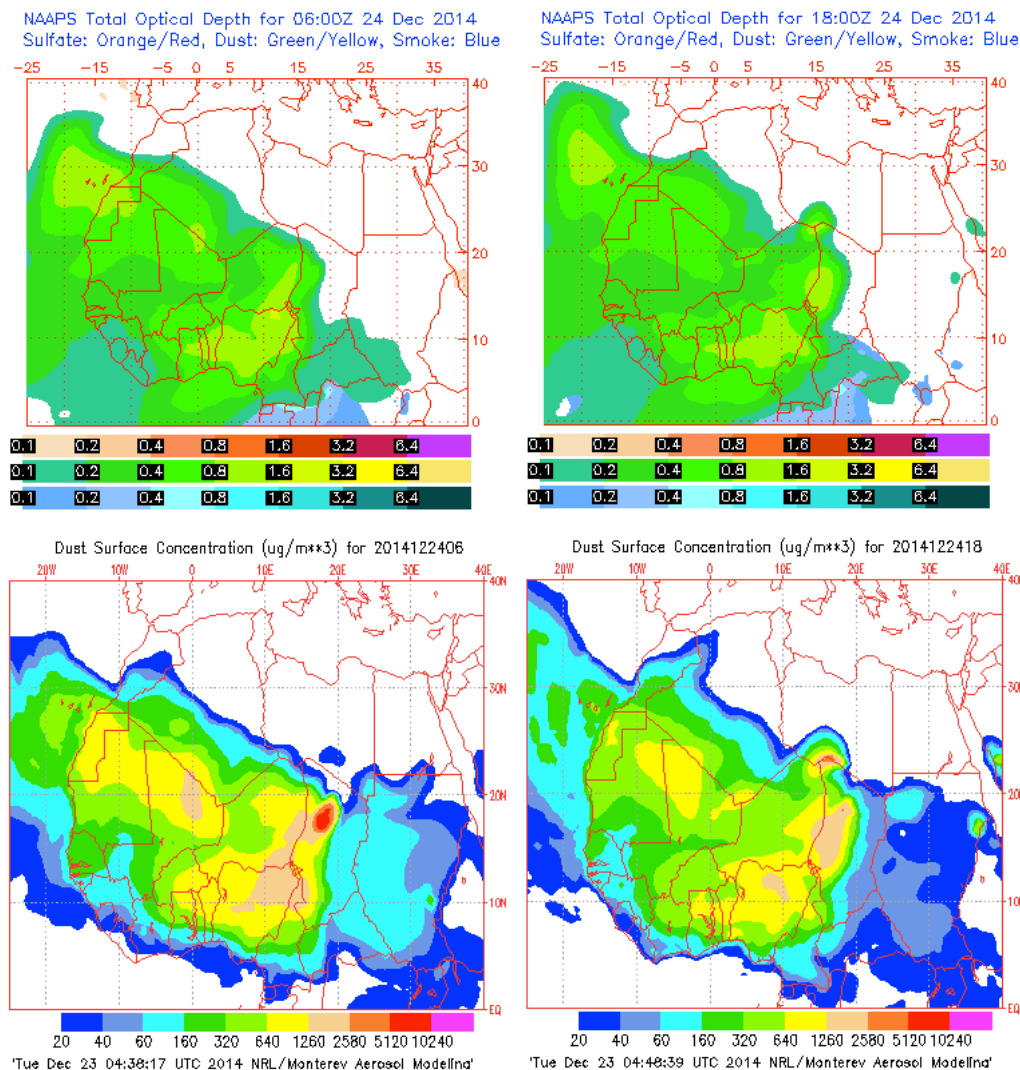 NAAPS Total Optical Depth for 06:00Z 24 Dec 2014
Sulfate: Orange/Red, Dust: Green/Yellow, Smoke: Blue
-25 -15 -5 0 5 15 25 35
40
30
20
10
0
0.1 0.2 0.4 0.8 1.6 3.2 6.4
0.1 0.2 0.4 0.8 1.6 3.2 6.4
0.1 0.2 0.4 0.8 1.6 3.2 6.4
NAAPS Total Optical Depth for 18:00Z 24 Dec 2014
Sulfate: Orange/Red, Dust: Green/Yellow, Smoke: Blue
-25 -15 -5 0 5 15 25 35
40
30
20
10
0
0.1 0.2 0.4 0.8 1.6 3.2 6.4
0.1 0.2 0.4 0.8 1.6 3.2 6.4
0.1 0.2 0.4 0.8 1.6 3.2 6.4
Dust Surface Concentration (ug/m**3) for 2014122406
20W 10W 0 10E 20E 30E 40E
40N
30N
20N
10N
EQ
20 40 60 160 320 640 1260 2580 5120 10240
'Tue Dec 23 04:38:17 UTC 2014 NRL/Monterey Aerosol Modeling'
Dust Surface Concentration (ug/m**3) for 2014122418
20W 10W 0 10E 20E 30E 40E
40N
30N
20N
10N
EQ
20 40 60 160 320 640 1260 2580 5120 10240
'Tue Dec 23 04:48:39 UTC 2014 NRL/Monterey Aerosol Modeling'